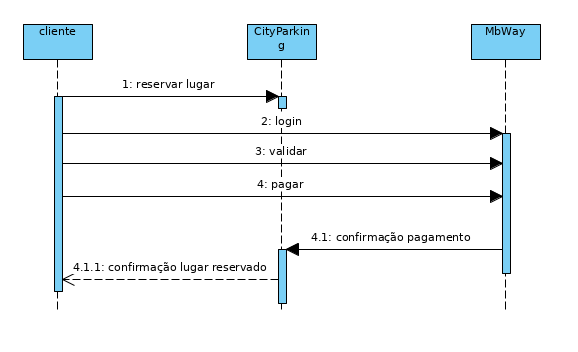 cliente
CityParkin
g
MbWay
1: reservar lugar
2: login
3: validar
4: pagar
4.1: confirmação pagamento
4.1.1: confirmação lugar reservado